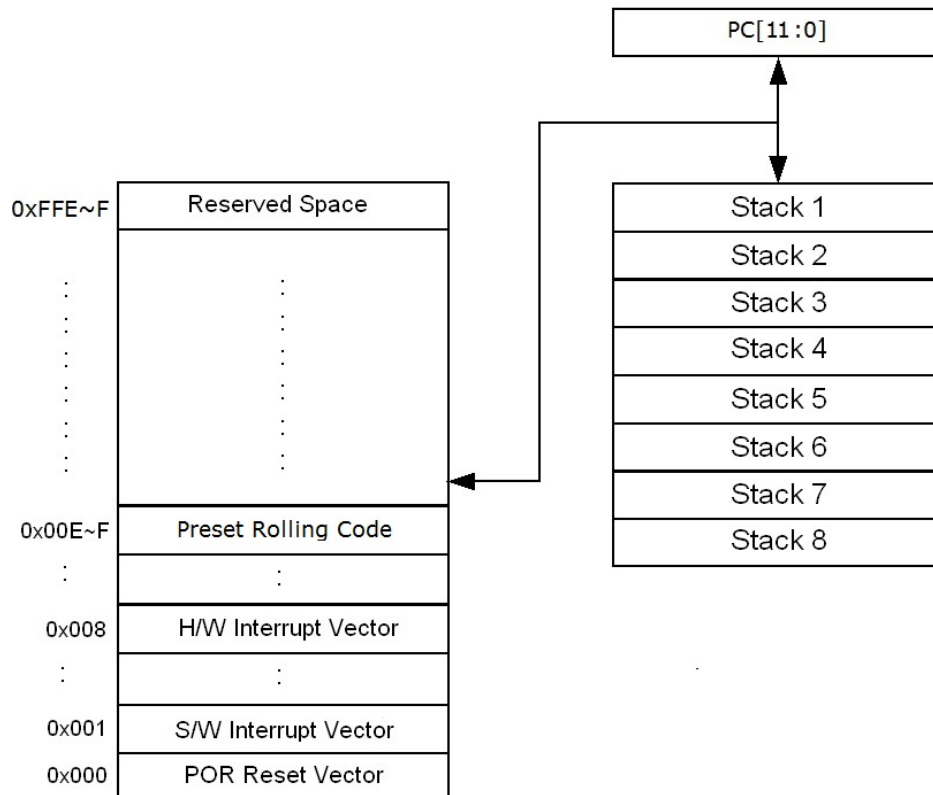 PC[11:0]
0xFFE~F Reserved Space
0x00E~F Preset Rolling Code
:
:
0x008 H/W Interrupt Vector
:
:
0x001 S/W Interrupt Vector
0x000 POR Reset Vector
Stack 1
Stack 2
Stack 3
Stack 4
Stack 5
Stack 6
Stack 7
Stack 8